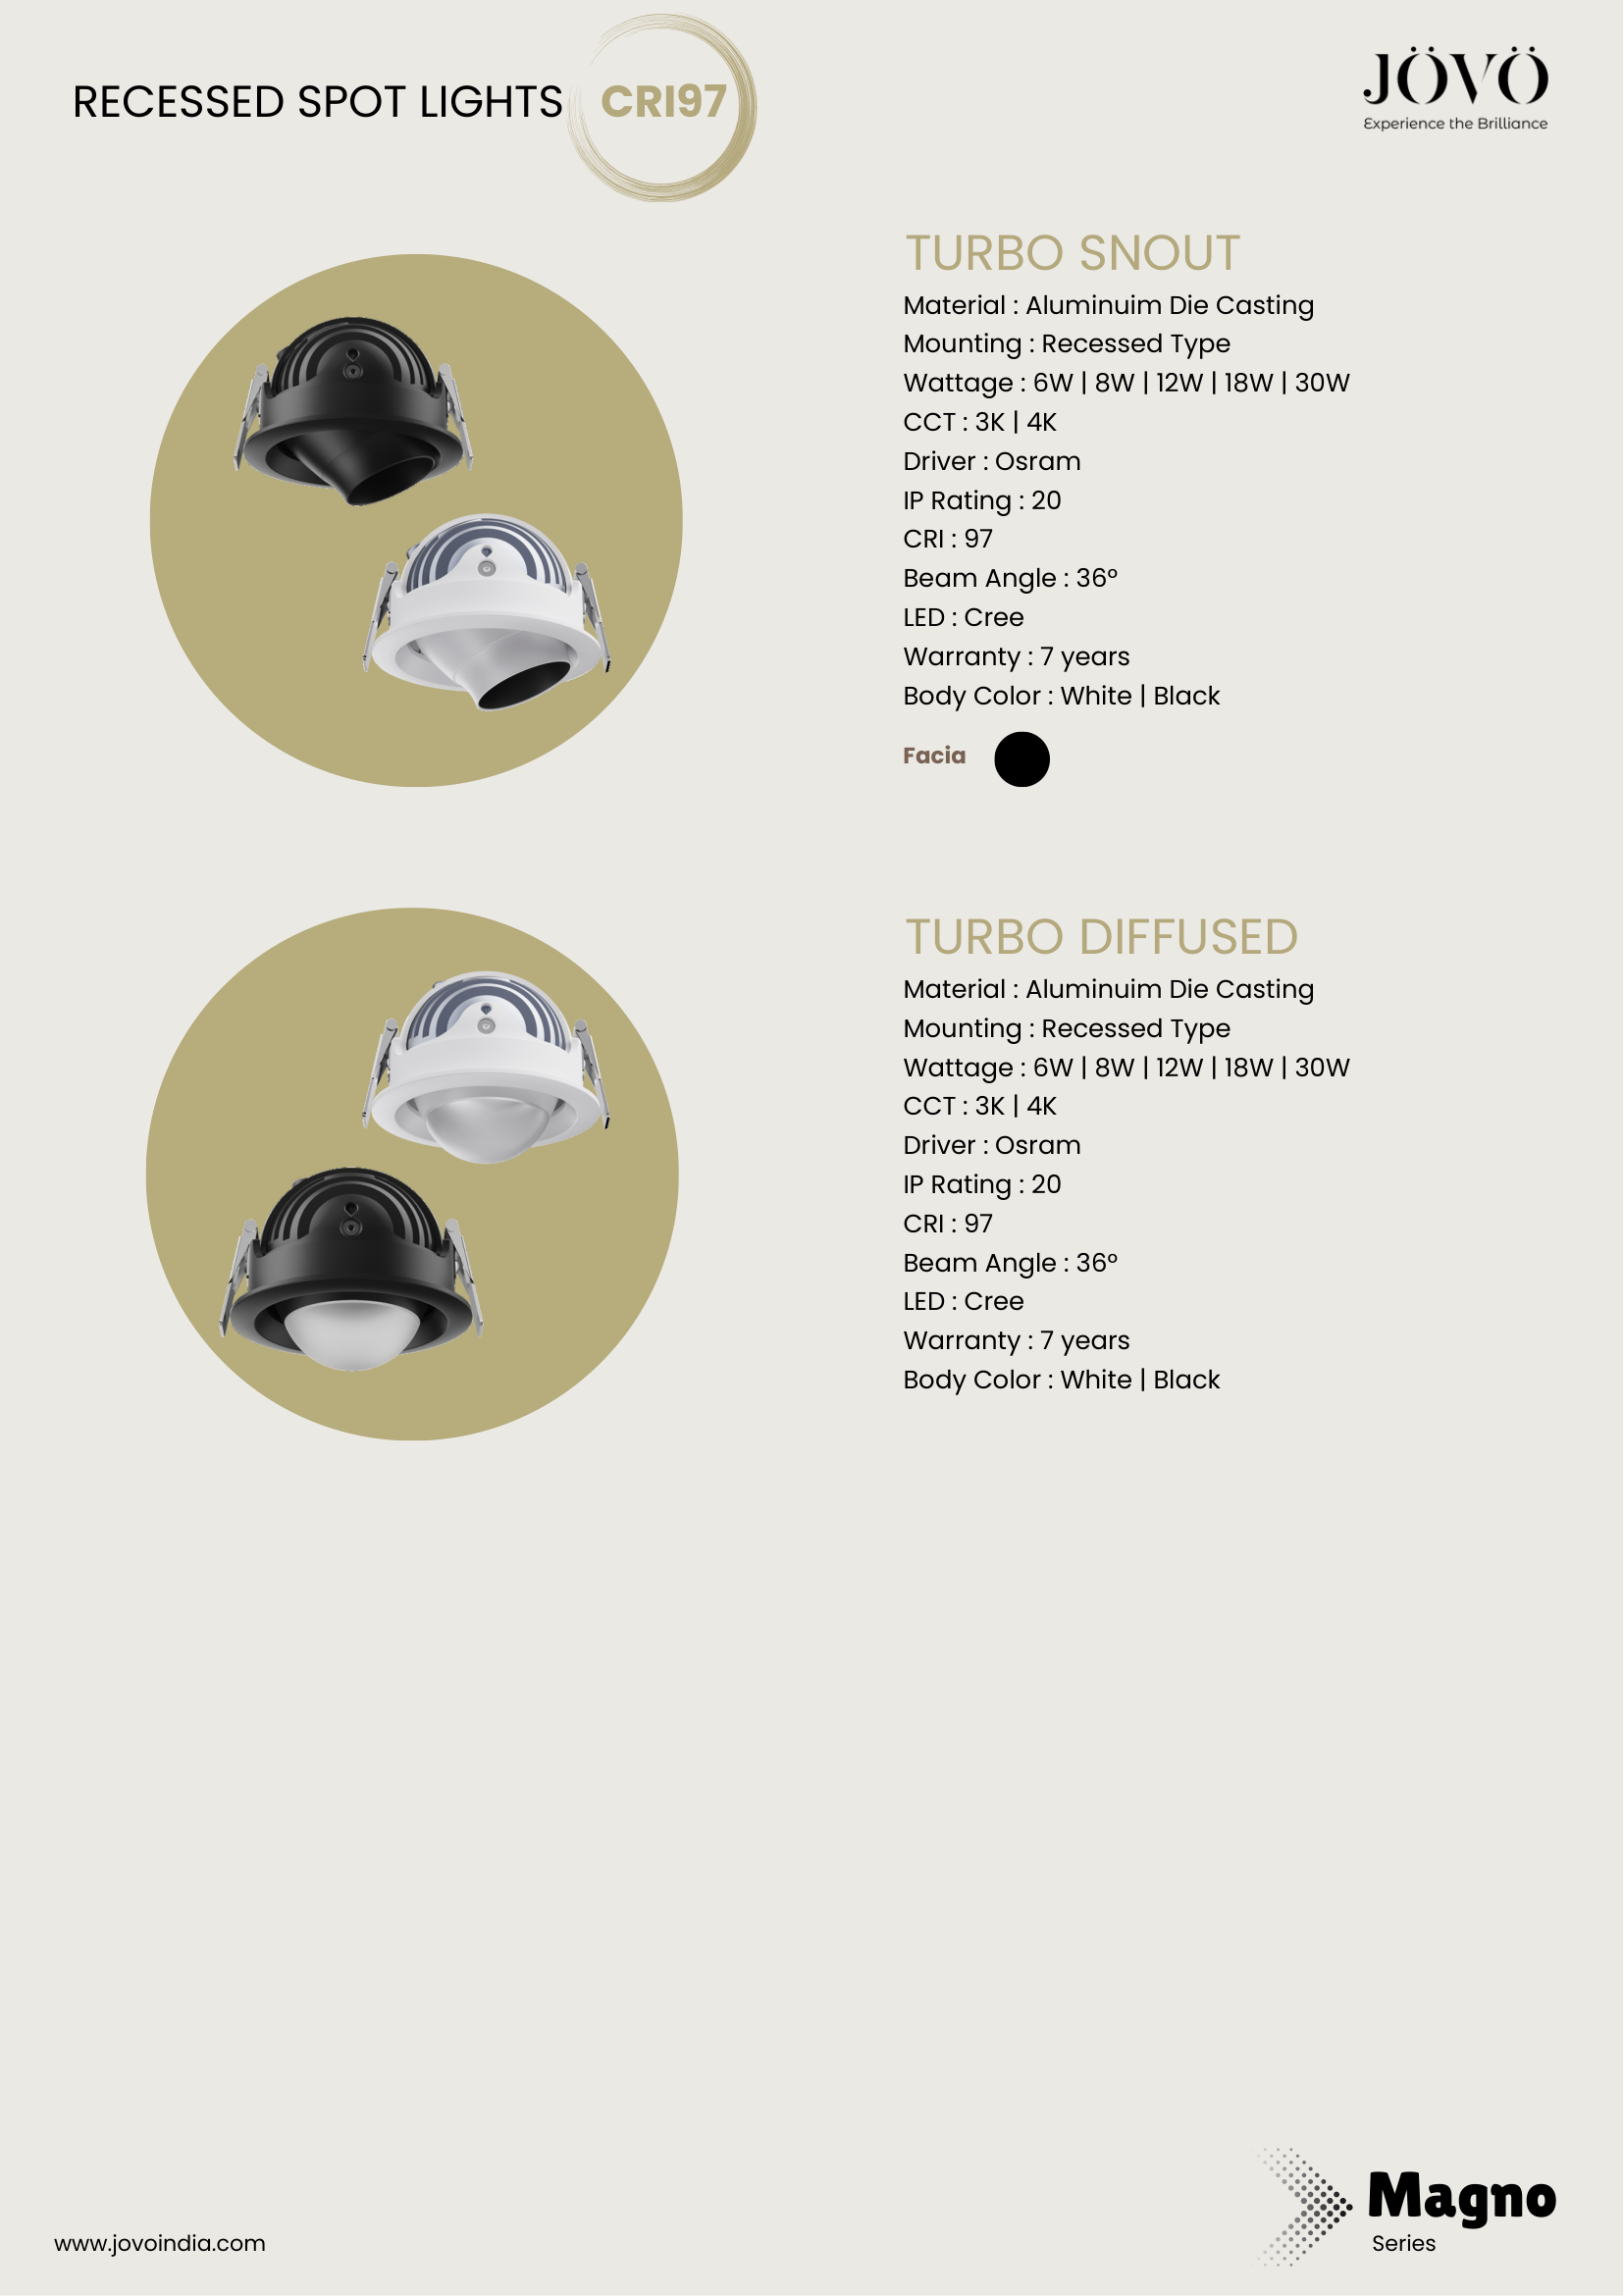 RECESSED SPOT LIGHTS CRI97
JÖVÖ
Experience the Brilliance
TURBO SNOUT
Material : Aluminuim Die Casting
Mounting : Recessed Type
Wattage : 6W | 8W | 12W | 18W | 30W
CCT : 3K | 4K
Driver : Osram
IP Rating : 20
CRI : 97
Beam Angle : 36º
LED : Cree
Warranty : 7 years
Body Color : White | Black
Facia
TURBO DIFFUSED
Material : Aluminuim Die Casting
Mounting : Recessed Type
Wattage : 6W | 8W | 12W | 18W | 30W
CCT : 3K | 4K
Driver : Osram
IP Rating : 20
CRI : 97
Beam Angle : 36º
LED : Cree
Warranty : 7 years
Body Color : White | Black
www.jovoindia.com
Magno
Series